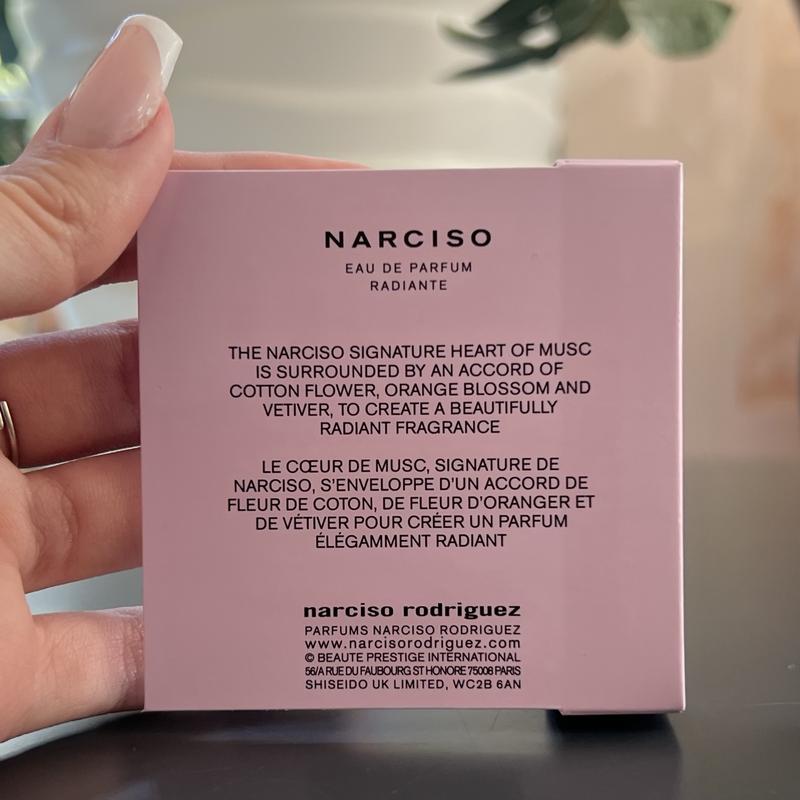 NARCISO
EAU DE PARFUM
RADIANTE
THE NARCISO SIGNATURE HEART OF MUSC
IS SURROUNDED BY AN ACCORD OF
COTTON FLOWER, ORANGE BLOSSOM AND
VETIVER, TO CREATE A BEAUTIFULLY
RADIANT FRAGRANCE
LE CŒUR DE MUSC, SIGNATURE DE
NARCISO, S'ENVELOPPE D'UN ACCORD DE
FLEUR DE COTON, DE FLEUR D'ORANGER ET
DE VÉTIVER POUR CRÉER UN PARFUM
ÉLÉGAMMENT RADIANT
narciso rodriguez
PARFUMS NARCISO RODRIGUEZ
www.narcisorodriguez.com
© BEAUTE PRESTIGE INTERNATIONAL
56/A RUE DU FAUBOURG ST HONORE 75008 PARIS
SHISEIDO UK LIMITED, WC2B 6AN